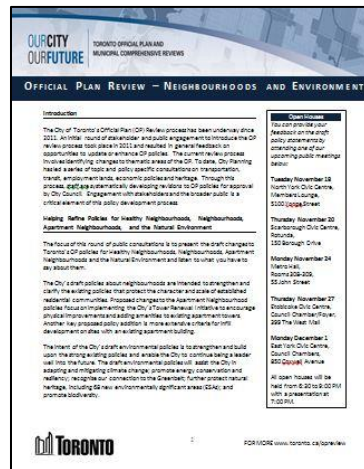 OURCITY
OURFUTURE
TORONTO OFFICIAL PLAN AND
MUNICIPAL COMPREHENSIVE REVIEWS
OFFICIAL PLAN REVIEW – NEIGHBOURHOODS AND ENVIRONMENT
Introduction
The City of Toronto's Official Plan (OP) Review process has been underway since
2011. An initial round of stakeholder and public engagement to introduce the OP
review process took place in 2011 and resulted in general feedback on
opportunities to update or enhance OP policies. The current review process
involves identifying changes to thematic areas of the OP. To date, City Planning
has led a series of topic and policy specific consultations on transportation,
transit, employment lands, economic policies and heritage. Through this
process, staff are systematically developing revisions to OP policies for approval
by City Council. Engagement with stakeholders and the broader public is a
critical element of this policy development process.
Helping Refine Policies for Healthy Neighbourhoods, Neighbourhoods,
Apartment Neighbourhoods, and the Natural Environment
The focus of this round of public consultations is to present the draft changes to
Toronto's OP policies for Healthy Neighbourhoods, Neighbourhoods, Apartment
Neighbourhoods and the Natural Environment and listen to what you have to
say about them.
The City's draft policies about neighbourhoods are intended to strengthen and
clarify the existing policies that protect the character and scale of established
residential communities. Proposed changes to the Apartment Neighbourhood
policies focus on implementing the City's Tower Renewal Initiative to encourage
physical improvements and adding amenities to existing apartment towers.
Another key proposed policy addition is more extensive criteria for infill
development on sites with an existing apartment building.
The intent of the City's draft environmental policies is to strengthen and build
upon the strong existing policies and enable the City to continue being a leader
well into the future. The draft environmental policies will assist the City in
adapting and mitigating climate change; promote energy conservation and
resiliency; recognize our connection to the Greenbelt; further protect natural
heritage, including 68 new environmentally significant areas (ESAs); and
promote biodiversity.
Open Houses
You can provide your
feedback on the draft
policy statements by
attending one of our
upcoming public meetings
below.
Tuesday November 18
North York Civic Centre,
Members Lounge,
5100 Yonge Street
Thursday November 20
Scarborough Civic Centre,
Rotunda,
150 Borough Drive
Monday November 24
Metro Hall,
Rooms 308-309,
55 John Street
Thursday November 27
Etobicoke Civic Centre,
Council Chamber/Foyer,
399 The West Mall
Monday December 1
East York Civic Centre,
Council Chambers,
850 Coxwell Avenue
All open houses will be
held from 6:30 to 9:00 PM
with a presentation at
7:00 PM.
TORONTO
2
FOR MORE www.toronto.ca/opreview